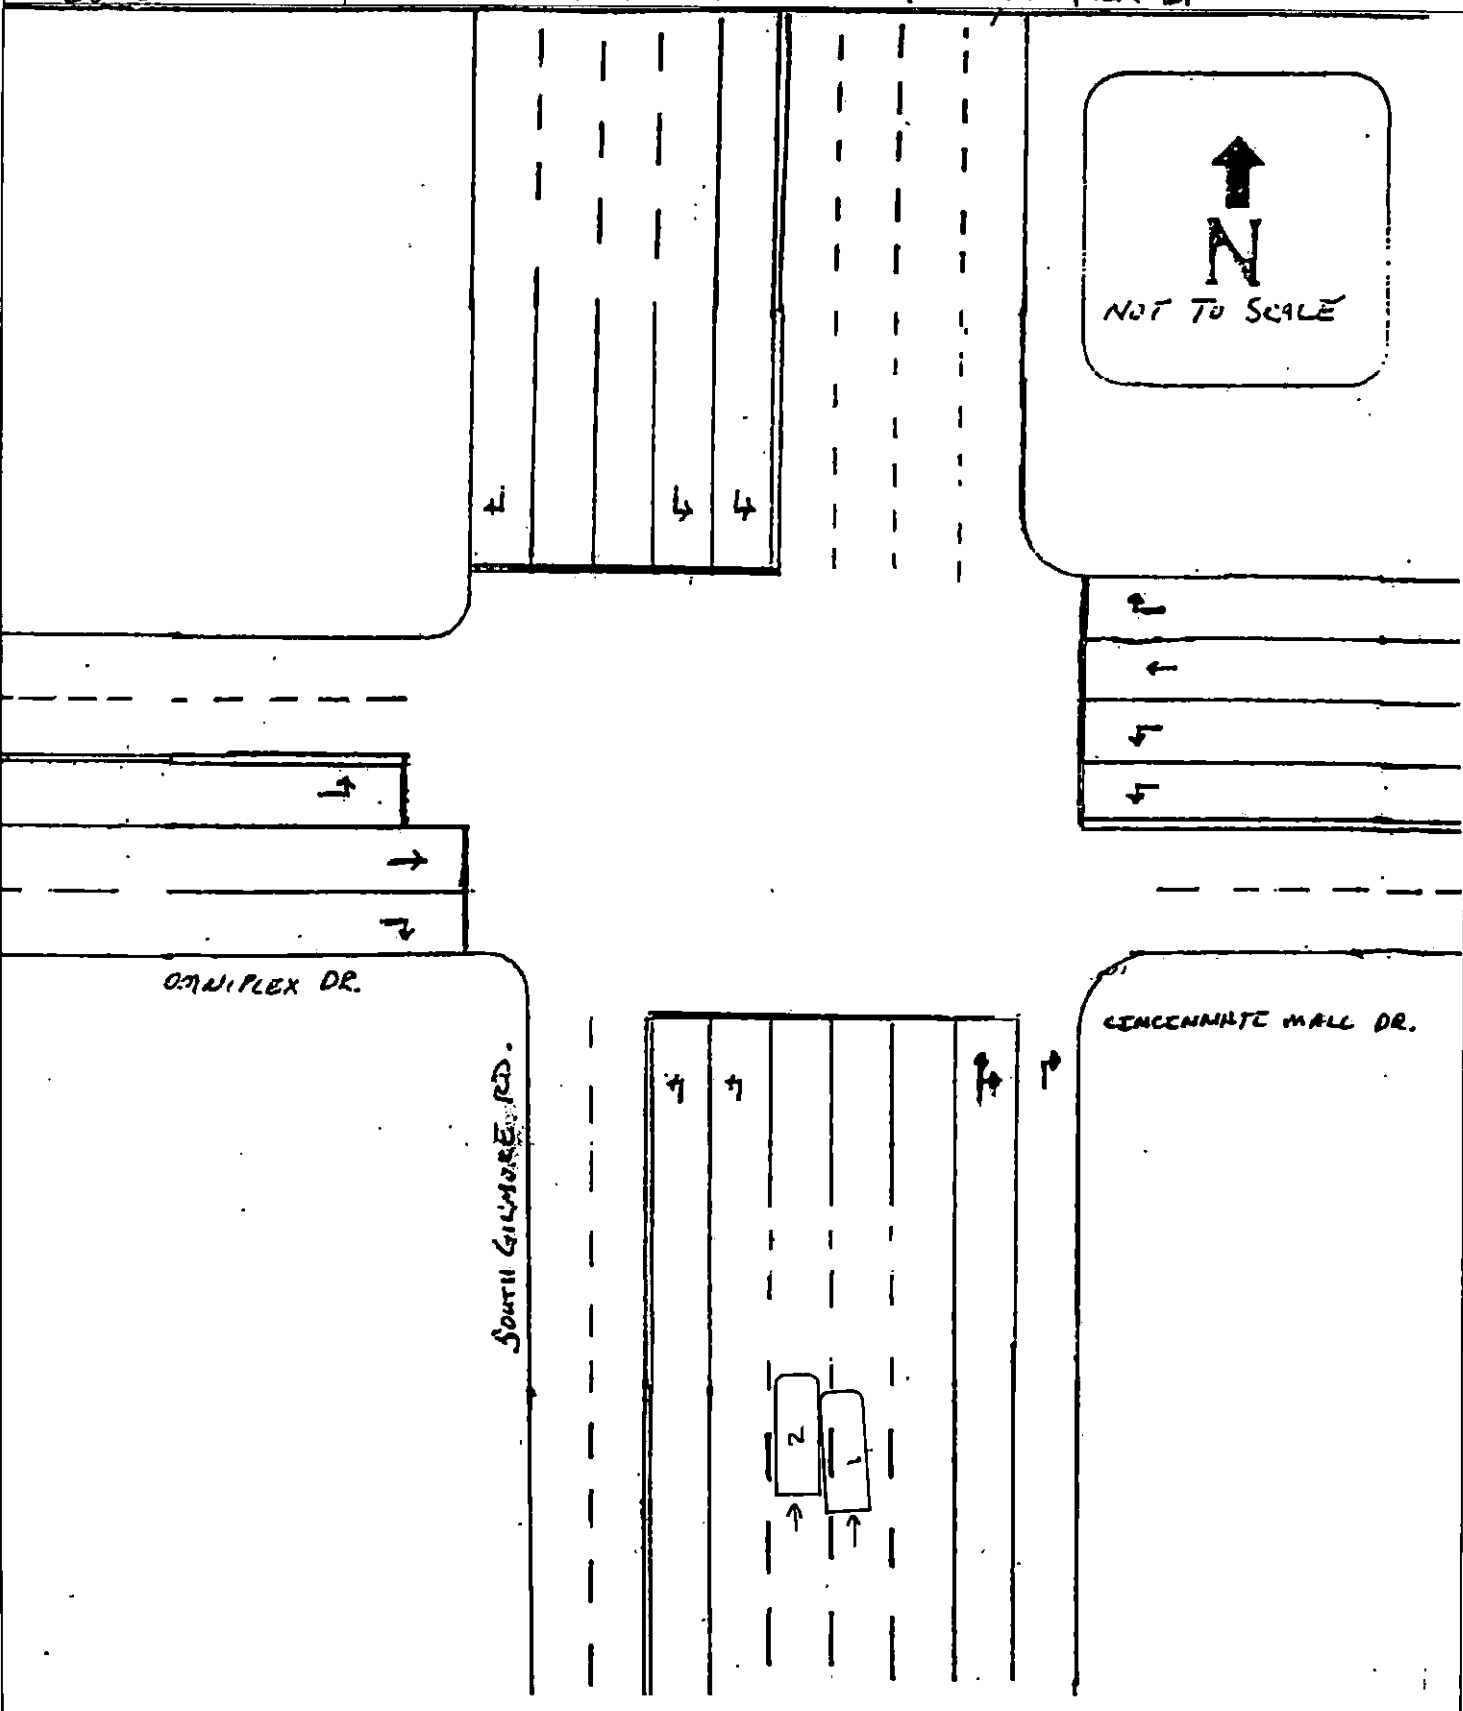 N
NOT TO SCALE
OMNIPLEX DR.
CINCINNATI MALL DR.
SOUTH GILMORE RD.
2
1